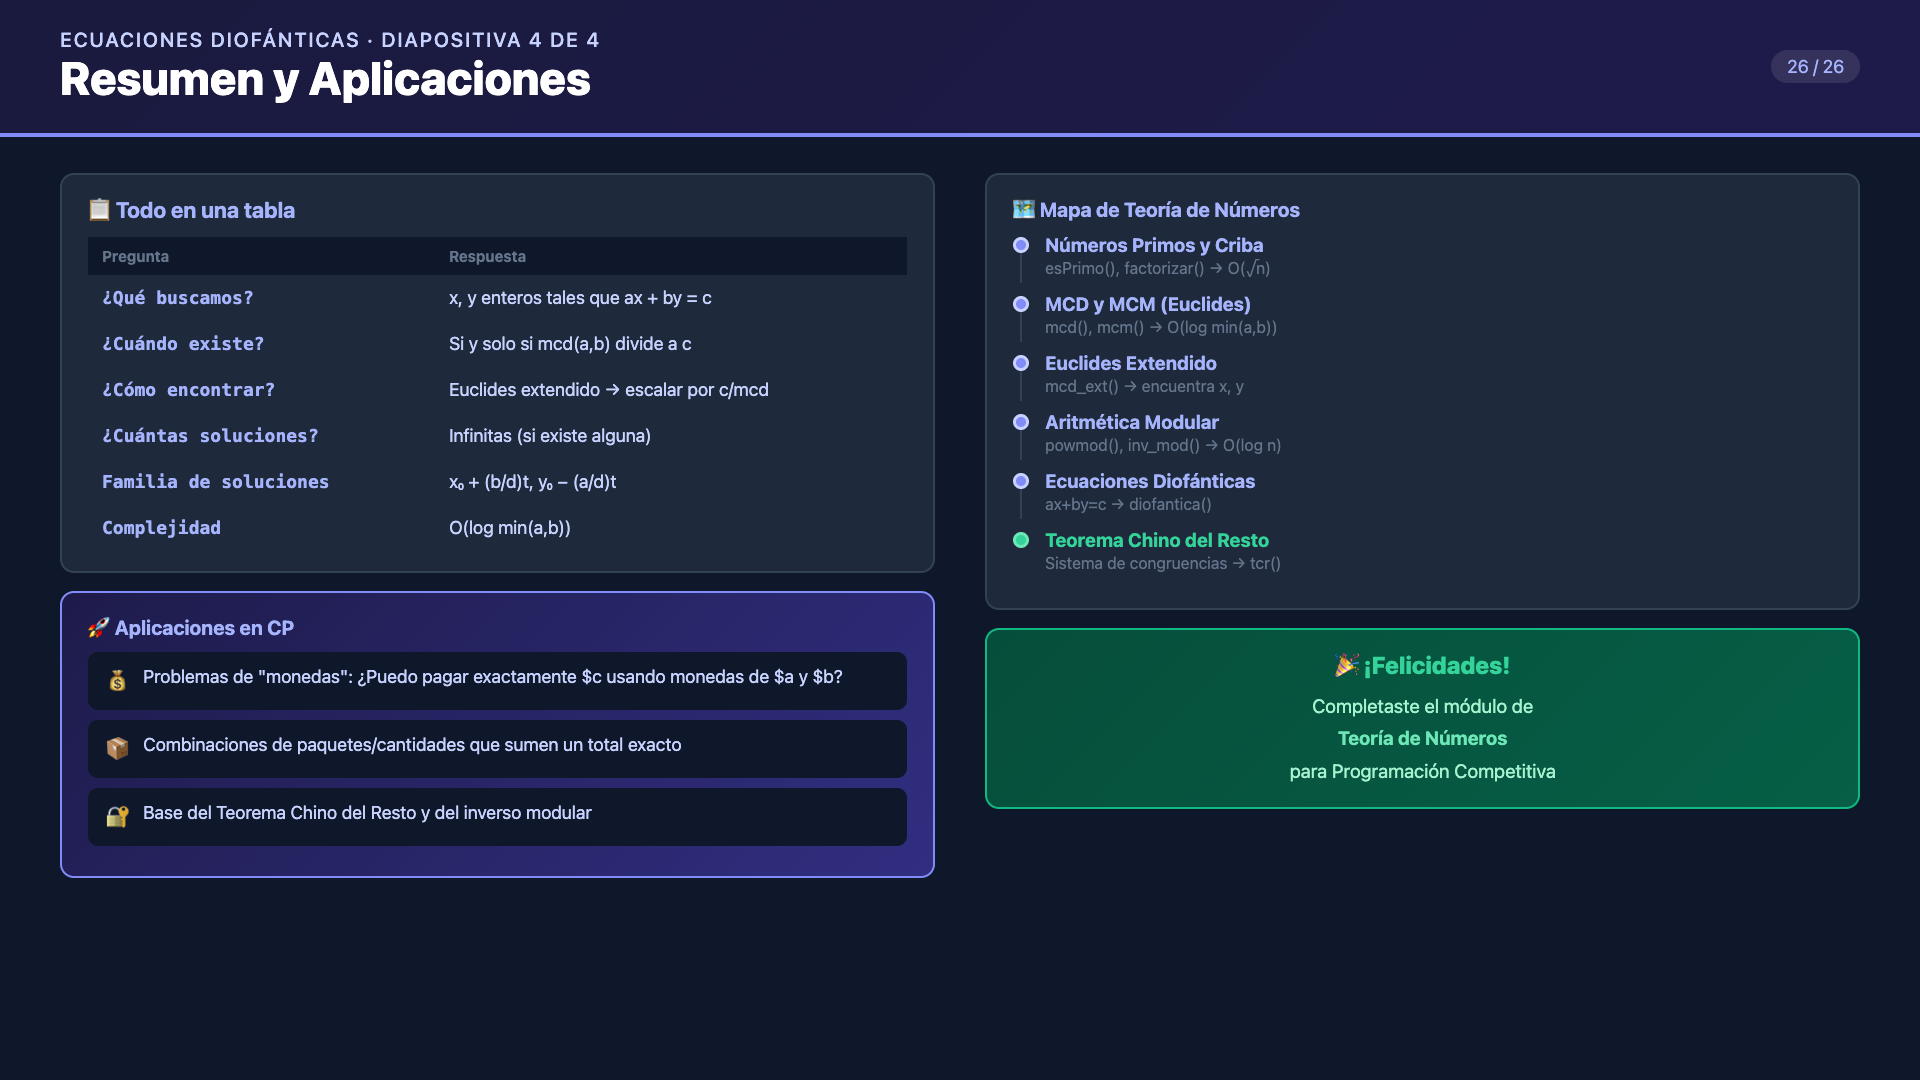 ECUACIONES DIOFÁNTICAS · DIAPOSITIVA 4 DE 4
Resumen y Aplicaciones
26 / 26
📋 Todo en una tabla
Pregunta Respuesta
¿Qué buscamos? x, y enteros tales que ax + by = c
¿Cuándo existe? Si y solo si mcd(a,b) divide a c
¿Cómo encontrar? Euclides extendido → escalar por c/mcd
¿Cuántas soluciones? Infinitas (si existe alguna)
Familia de soluciones x₀ + (b/d)t, y₀ − (a/d)t
Complejidad O(log min(a,b))
🚀 Aplicaciones en CP
💰 Problemas de "monedas": ¿Puedo pagar exactamente $c usando monedas de $a y $b?
📦 Combinaciones de paquetes/cantidades que sumen un total exacto
🔐 Base del Teorema Chino del Resto y del inverso modular
🗺️ Mapa de Teoría de Números
Números Primos y Criba
esPrimo(), factorizar() → O(√n)
MCD y MCM (Euclides)
mcd(), mcm() → O(log min(a,b))
Euclides Extendido
mcd_ext() → encuentra x, y
Aritmética Modular
powmod(), inv_mod() → O(log n)
Ecuaciones Diofánticas
ax+by=c → diofantica()
Teorema Chino del Resto
Sistema de congruencias → tcr()
🎉 ¡Felicidades!
Completaste el módulo de
Teoría de Números
para Programación Competitiva